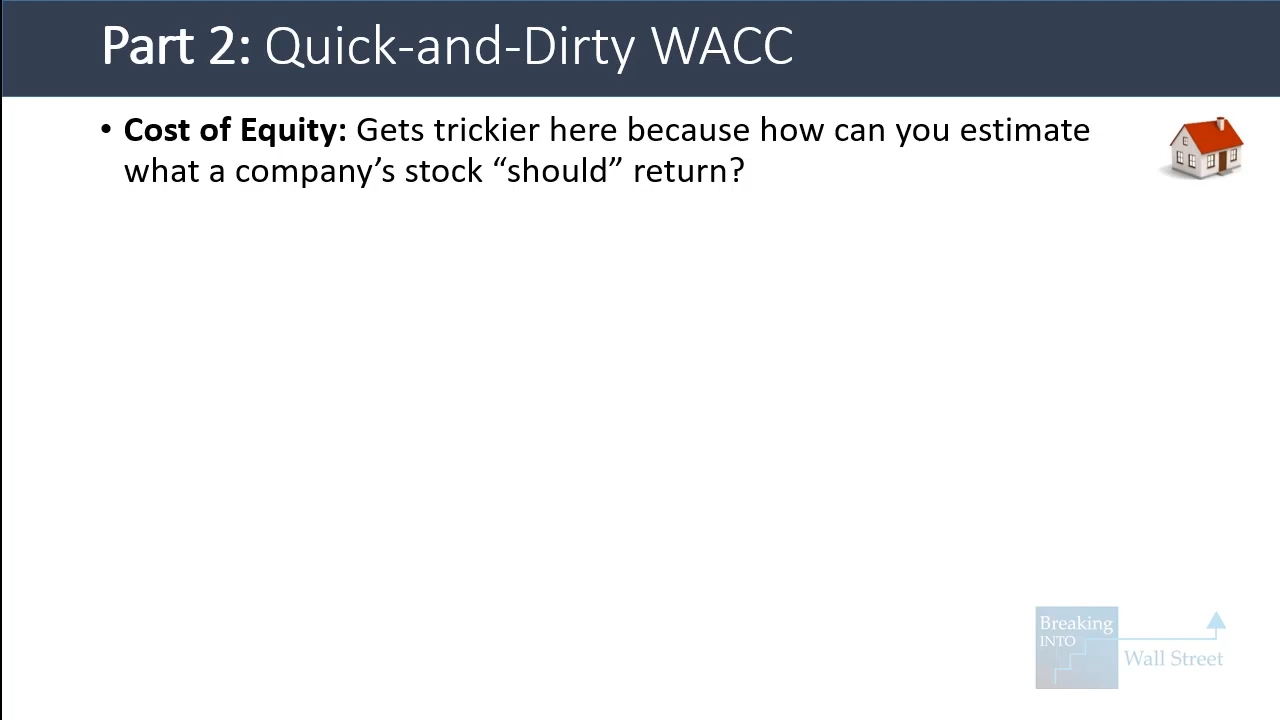 Part 2: Quick-and-Dirty WACC
• Cost of Equity: Gets trickier here because how can you estimate
what a company’s stock “should” return?
Breaking
INTO
Wall Street